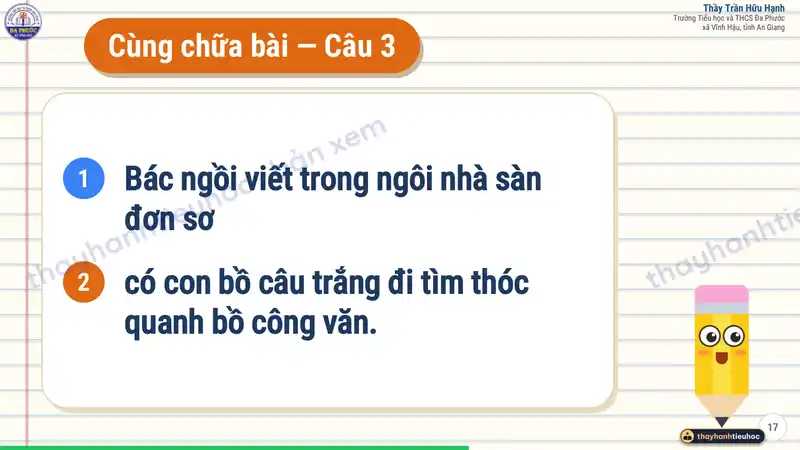 Thầy Trần Hữu Hạnh
Trường Tiểu học và THCS Đa Phước
xã Vĩnh Hậu, tỉnh An Giang
ĐA PHƯỚC
Cùng chữa bài – Câu 3
1
Bác ngồi viết trong ngôi nhà sàn
đơn sơ
2
có con bồ câu trắng đi tìm thóc
quanh bồ công văn.
thayhanhtieuhoc
17